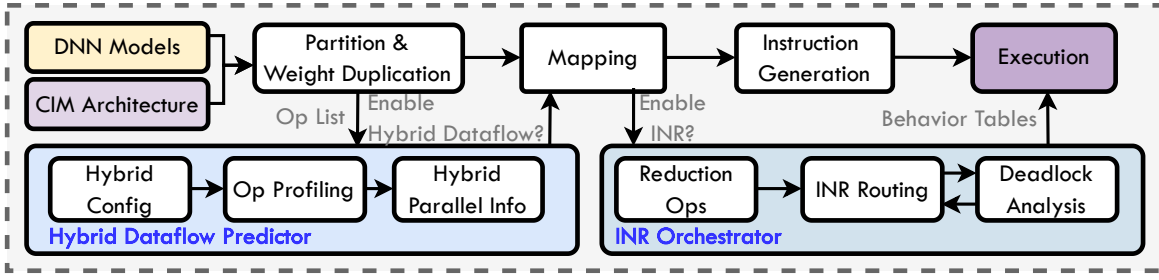 DNN Models
CIM Architecture
Partition &
Weight Duplication
Mapping
Instruction
Generation
Execution
Op List
Enable
Hybrid Dataflow?
Enable
INR?
Behavior Tables
Hybrid
Config
Op Profiling
Hybrid
Parallel Info
Hybrid Dataflow Predictor
Reduction
Ops
INR Routing
Deadlock
Analysis
INR Orchestrator